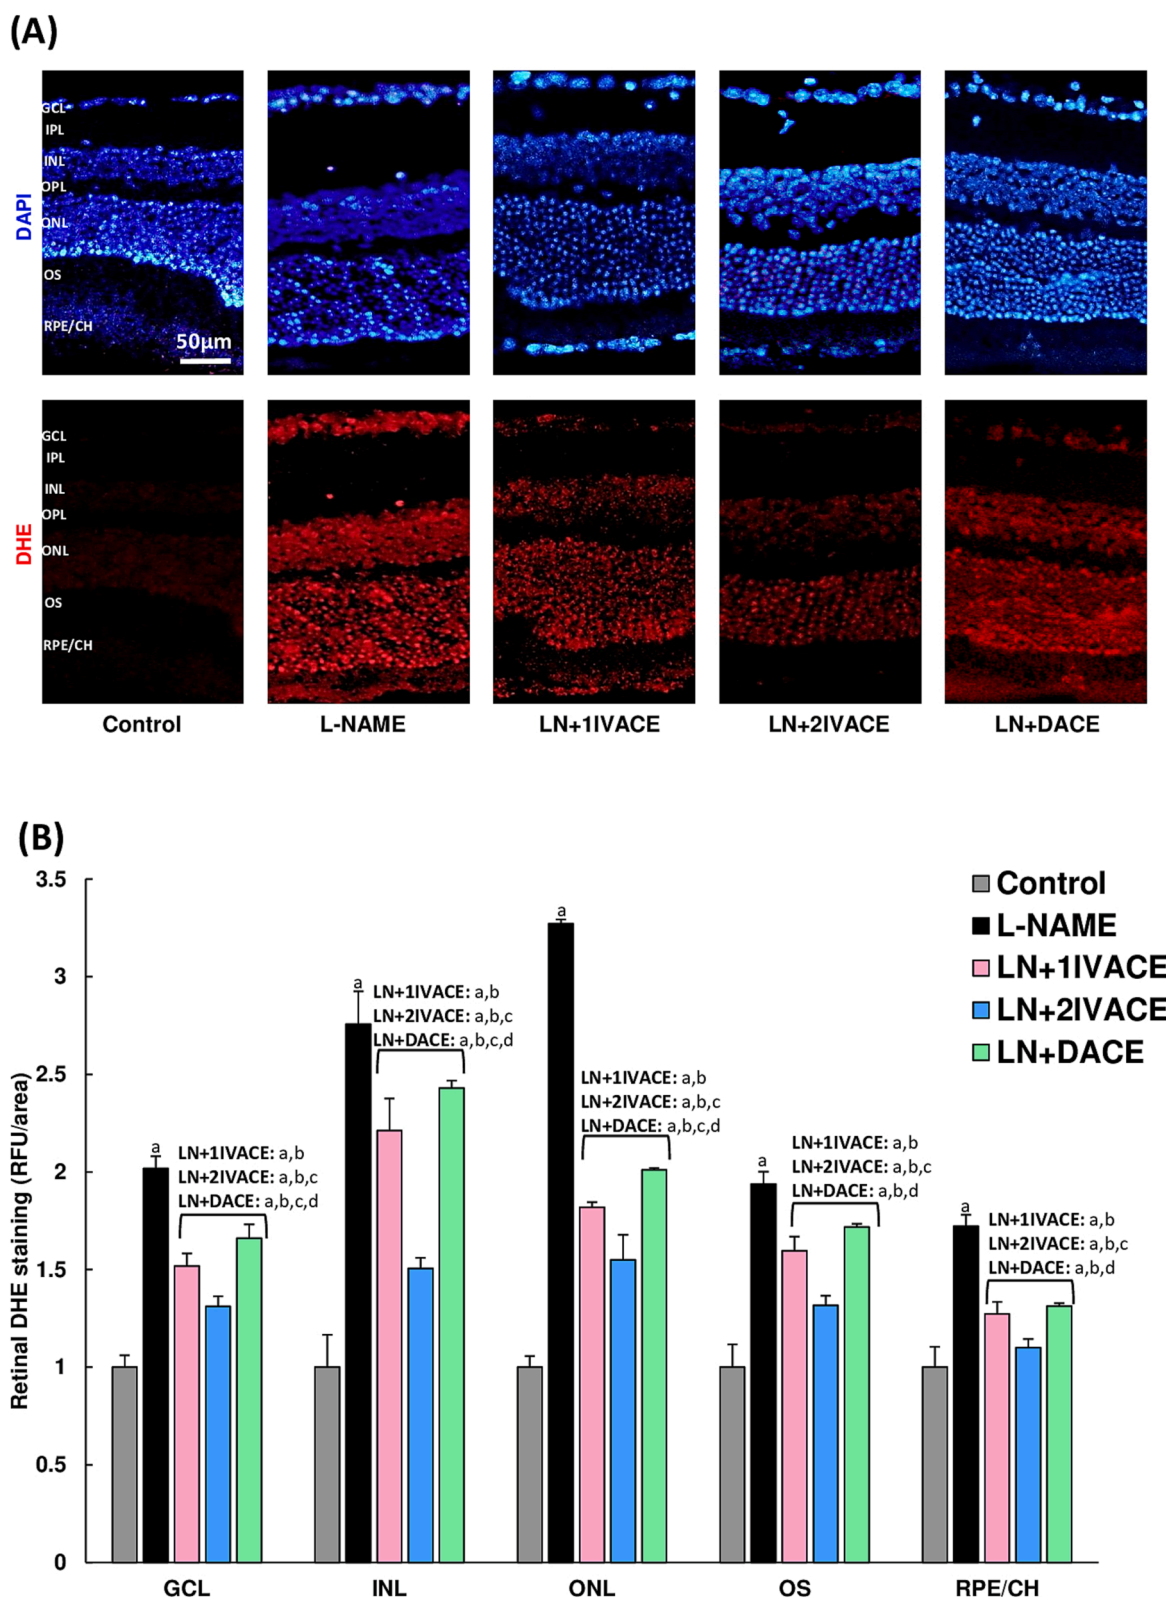 (A)
DAPI
GCL
IPL
INL
OPL
ONL
OS
RPE/CH
50μm
DHE
GCL
IPL
INL
OPL
ONL
OS
RPE/CH
Control
L-NAME
LN+1IVACE
LN+2IVACE
LN+DACE
(B)
Retinal DHE staining (RFU/area)
3.5
3
2.5
2
1.5
1
0.5
0
Control
L-NAME
LN+1IVACE
LN+2IVACE
LN+DACE
a
LN+1IVACE: a,b
LN+2IVACE: a,b,c
LN+DACE: a,b,c,d
a
LN+1IVACE: a,b
LN+2IVACE: a,b,c
LN+DACE: a,b,c,d
a
LN+1IVACE: a,b
LN+2IVACE: a,b,c
LN+DACE: a,b,c,d
a
LN+1IVACE: a,b
LN+2IVACE: a,b,c
LN+DACE: a,b,d
a
LN+1IVACE: a,b
LN+2IVACE: a,b,c
LN+DACE: a,b,d
GCL
INL
ONL
OS
RPE/CH